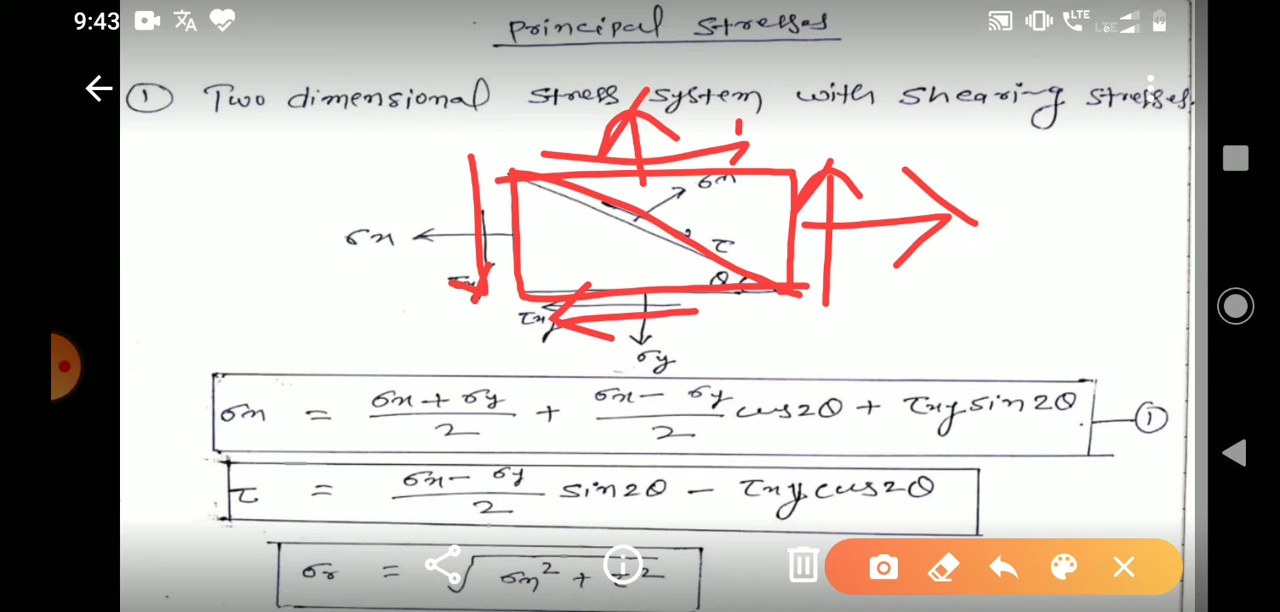 9:43
LTE
Principal Stresses
① Two dimensional stress system with shearing stresses.
σn
σx
τ
θ
τxy
σy
σn = σx + σy / 2 + σx - σy / 2 cos2θ + τxy sin2θ. ①
τ = σx - σy / 2 sin2θ - τxy cos2θ
σr = √σn² + τ²